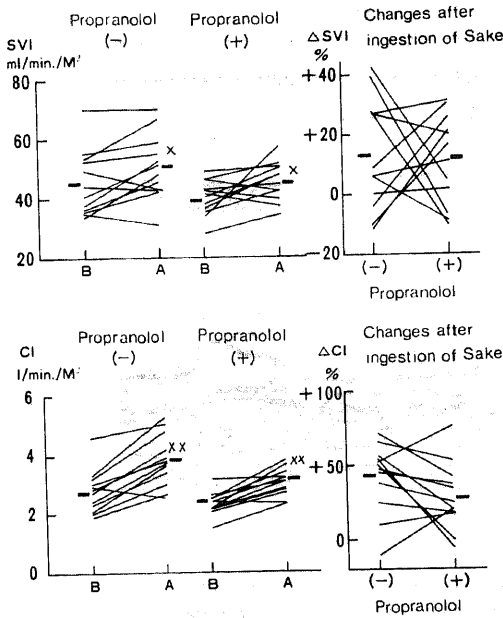 Propranolol
(−) (+)
SVI
ml/min./M²
80
60
40
20
B A B A
x x
Changes after
ingestion of Sake
ΔSVI
%
+40
+20
0
−20
(−) (+)
Propranolol
Propranolol Propranolol
(−) (+)
CI
l/min./M²
6
4
2
0
B A B A
xx xx
Changes after
ingestion of Sake
ΔCI
%
+100
+50
0
(−) (+)
Propranolol